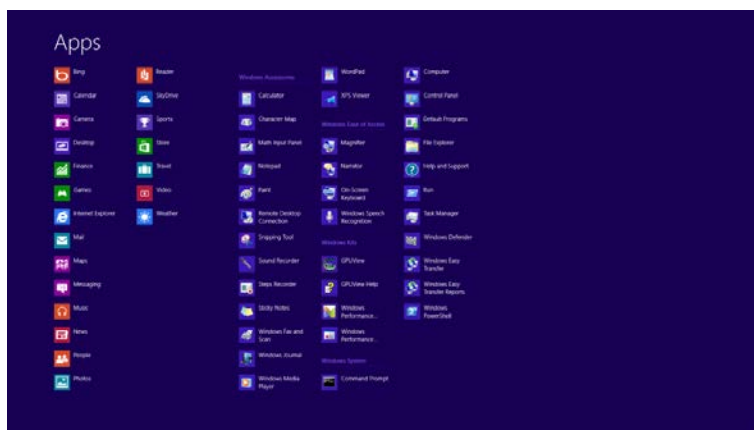 Apps
Bing
Calendar
Camera
Desktop
Finance
Games
Internet Explorer
Mail
Maps
Messaging
Music
News
People
Photos
Reader
SkyDrive
Sports
Store
Travel
Video
Weather
Windows Accessories
Calculator
Character Map
Math Input Panel
Notepad
Paint
Remote Desktop
Connection
Snipping Tool
Sound Recorder
Steps Recorder
Sticky Notes
Windows Fax and
Scan
Windows Journal
Windows Media
Player
WordPad
XPS Viewer
Windows Ease of Access
Magnifier
Narrator
On-Screen
Keyboard
Windows Speech
Recognition
Windows Kits
GPUView
GPUView Help
Windows
Performance...
Windows
Performance...
Windows System
Command Prompt
Computer
Control Panel
Default Programs
File Explorer
Help and Support
Run
Task Manager
Windows Defender
Windows Easy
Transfer
Windows Easy
Transfer Reports
Windows
PowerShell